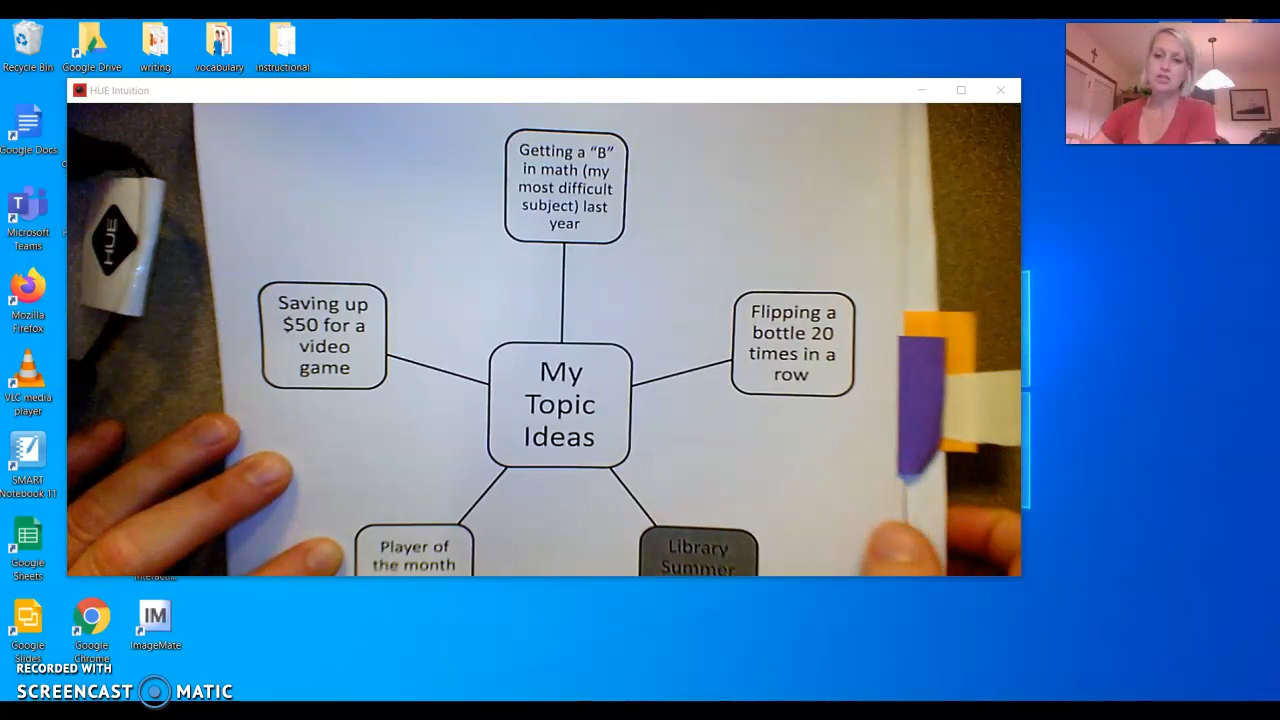 Recycle Bin
Google Drive
writing
vocabulary
instructional
HUE Intuition
Google Docs
Microsoft
Teams
Mozilla
Firefox
VLC media
player
SMART
Notebook 11
Google
Sheets
Google
Slides
Google
Chrome
ImageMate
IM
HUE
Getting a “B”
in math (my
most difficult
subject) last
year
Saving up
$50 for a
video
game
Flipping a
bottle 20
times in a
row
My
Topic
Ideas
Player of
the month
Library
Summer
RECORDED WITH
SCREENCAST MATIC